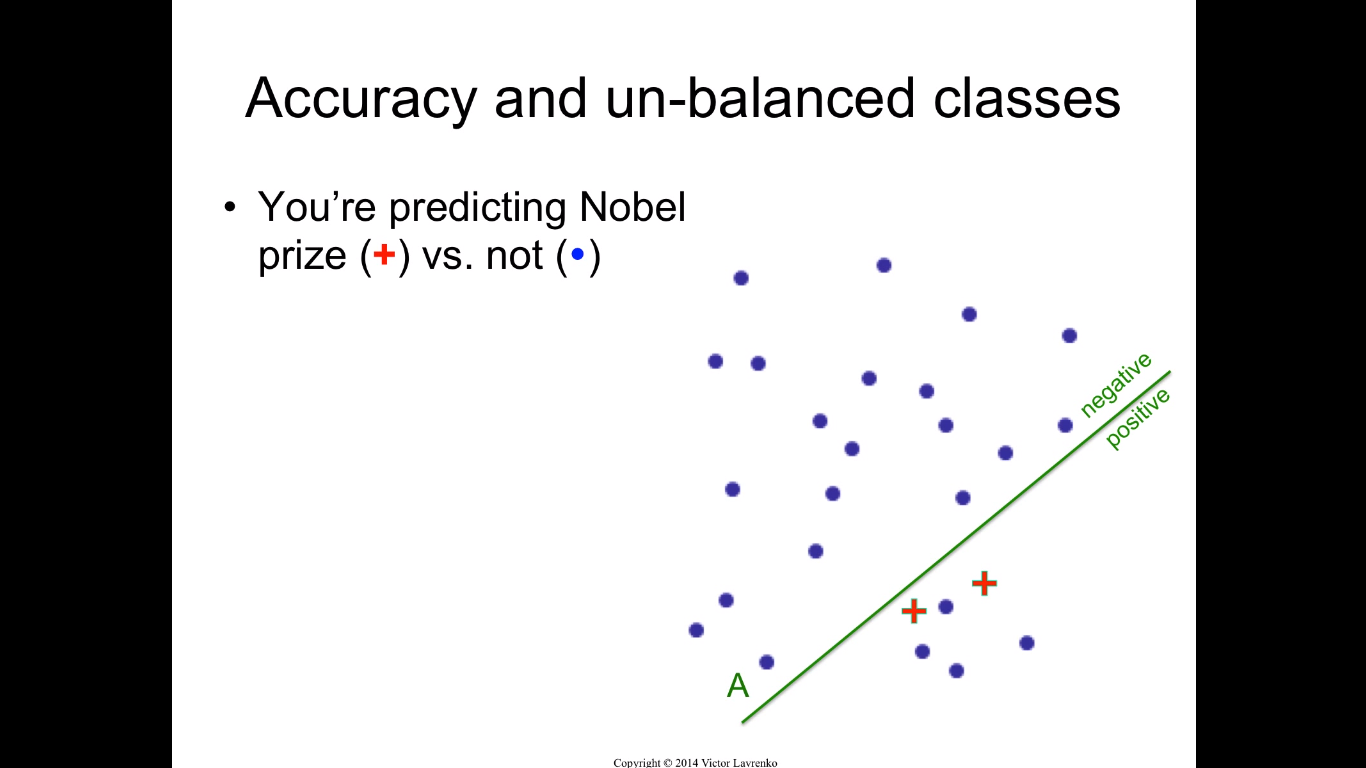 Accuracy and un-balanced classes
• You’re predicting Nobel
prize (+) vs. not (•)
negative
positive
A
Copyright © 2014 Victor Lavrenko